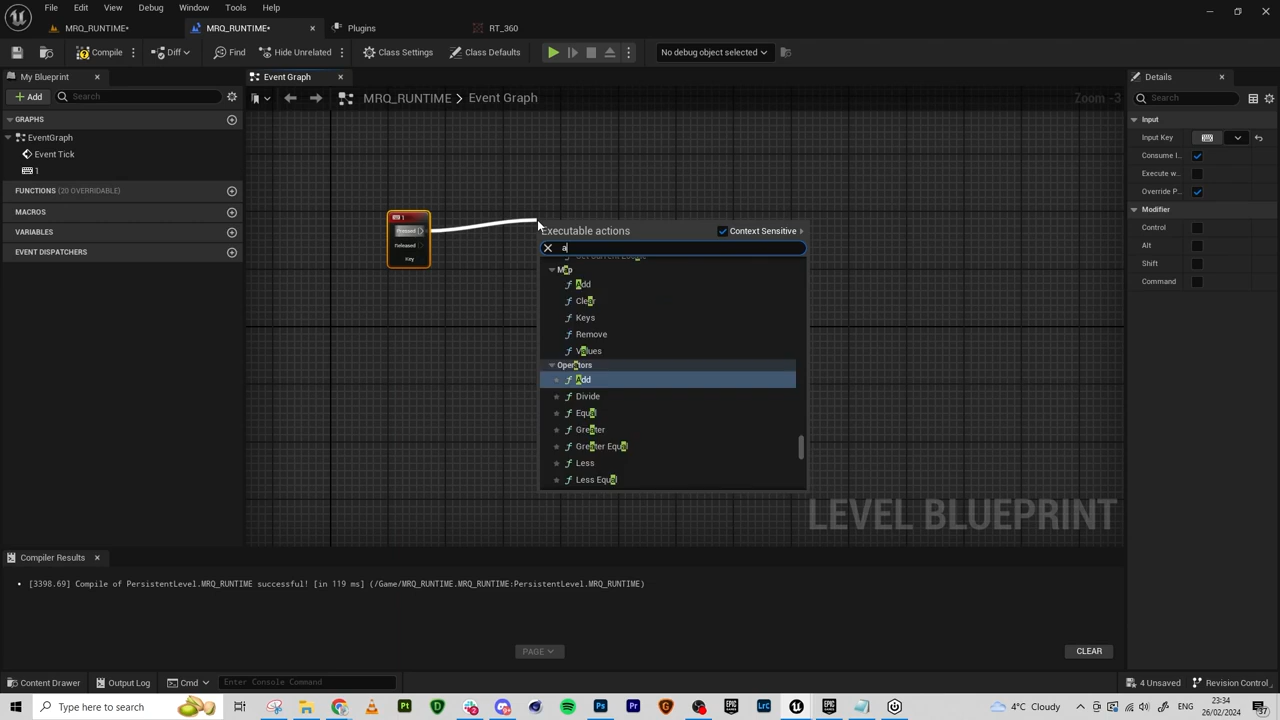 File Edit View Debug Window Tools Help
MRQ_RUNTIME* MRQ_RUNTIME* Plugins RT_360
Compile Diff Find Hide Unrelated Class Settings Class Defaults No debug object selected
My Blueprint Event Graph Details
Add Search MRQ_RUNTIME > Event Graph Zoom -3 Search
GRAPHS Input
EventGraph Input Key
Event Tick Consume I...
1 Execute w...
FUNCTIONS (20 OVERRIDABLE) Override P...
MACROS Modifier
VARIABLES Control
EVENT DISPATCHERS Alt
Shift
Command
1
Pressed
Released
Key
Executable actions Context Sensitive
a
Map
Add
Clear
Keys
Remove
Values
Operators
Add
Divide
Equal
Greater
Greater Equal
Less
Less Equal
LEVEL BLUEPRINT
Compiler Results
[3398.69] Compile of PersistentLevel.MRQ_RUNTIME successful! [in 119 ms] (/Game/MRQ_RUNTIME.MRQ_RUNTIME:PersistentLevel.MRQ_RUNTIME)
PAGE CLEAR
Content Drawer Output Log Cmd Enter Console Command 4 Unsaved Revision Control
Type here to search 4°C Cloudy 23:34
26/02/2024